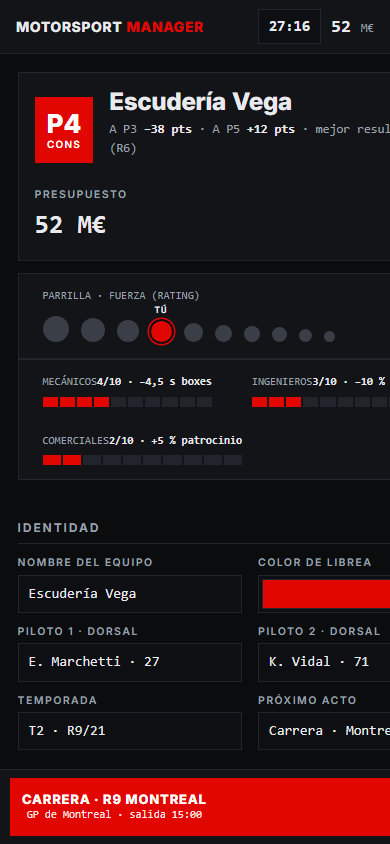 MOTORSPORT MANAGER 27:16 52 M€
P4 CONS
Escudería Vega
A P3 −38 pts · A P5 +12 pts · mejor
(R6)
PRESUPUESTO
52 M€
PARRILLA · FUERZA (RATING)
TÚ
MECÁNICOS4/10 · −4,5 s boxes INGENIEROS3/10 · −10 %
COMERCIALES2/10 · +5 % patrocinio
IDENTIDAD
NOMBRE DEL EQUIPO COLOR DE LIBREA
Escudería Vega
PILOTO 1 · DORSAL PILOTO 2 · DORSAL
E. Marchetti · 27 K. Vidal · 71
TEMPORADA PRÓXIMO ACTO
T2 · R9/21 Carrera · Montre
CARRERA · R9 MONTREAL
GP de Montreal · salida 15:00